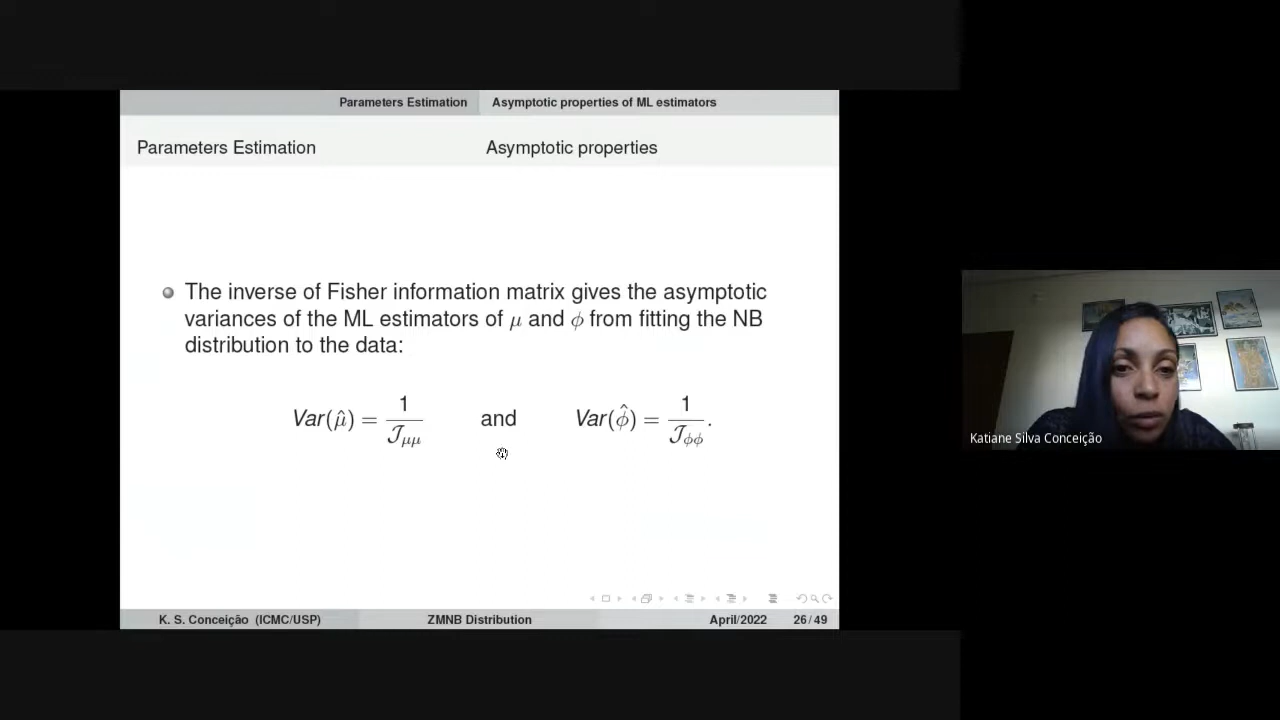 Parameters Estimation Asymptotic properties of ML estimators
Parameters Estimation Asymptotic properties
The inverse of Fisher information matrix gives the asymptotic
variances of the ML estimators of μ and ϕ from fitting the NB
distribution to the data:
Var(μ̂) = 1/𝒥μμ and Var(ϕ̂) = 1/𝒥ϕϕ.
K. S. Conceição (ICMC/USP) ZMNB Distribution April/2022 26/49
Katiane Silva Conceição